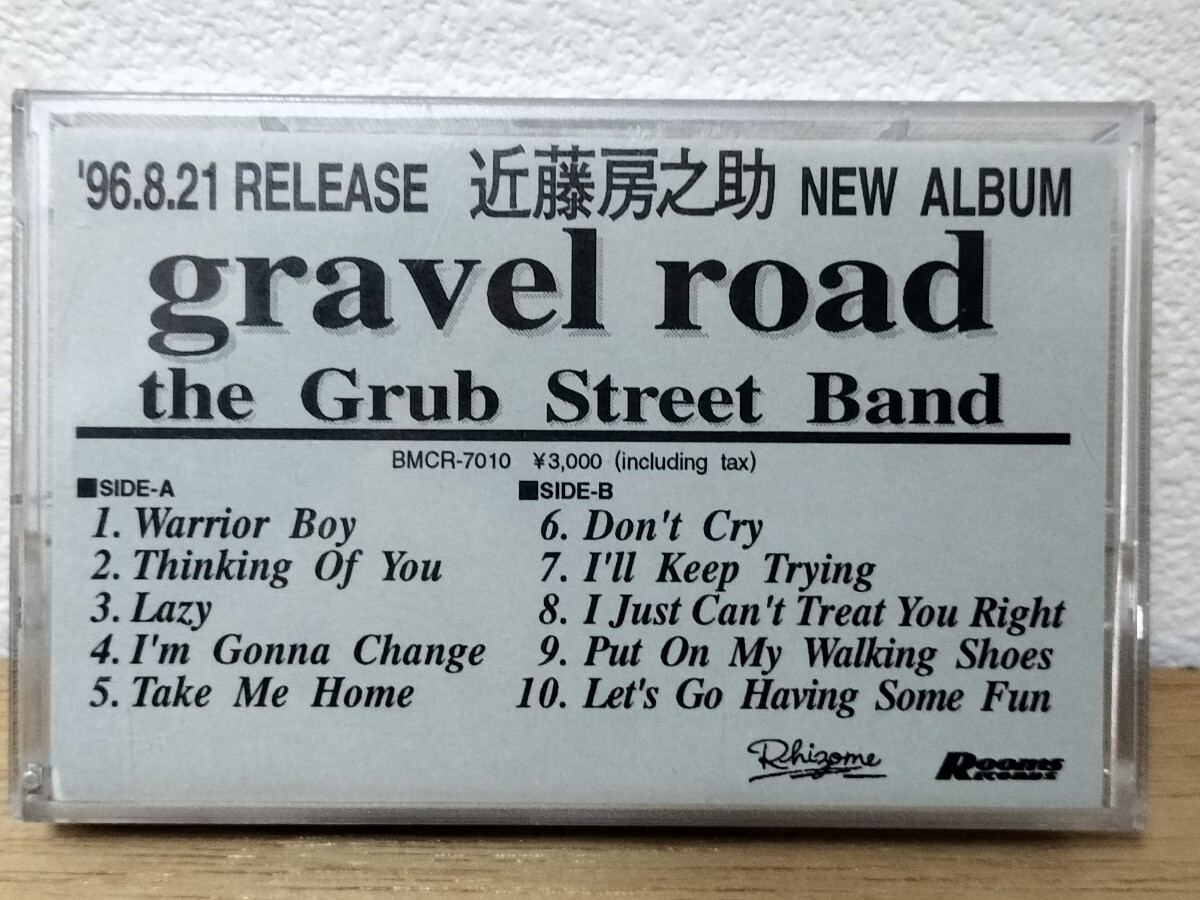 '96.8.21 RELEASE 近藤房之助 NEW ALBUM
gravel road
the Grub Street Band
BMCR-7010 ¥3,000 (including tax)
■SIDE-A
1. Warrior Boy
2. Thinking Of You
3. Lazy
4. I'm Gonna Change
5. Take Me Home
■SIDE-B
6. Don't Cry
7. I'll Keep Trying
8. I Just Can't Treat You Right
9. Put On My Walking Shoes
10. Let's Go Having Some Fun
Rhizome
Rooms
RECORDS